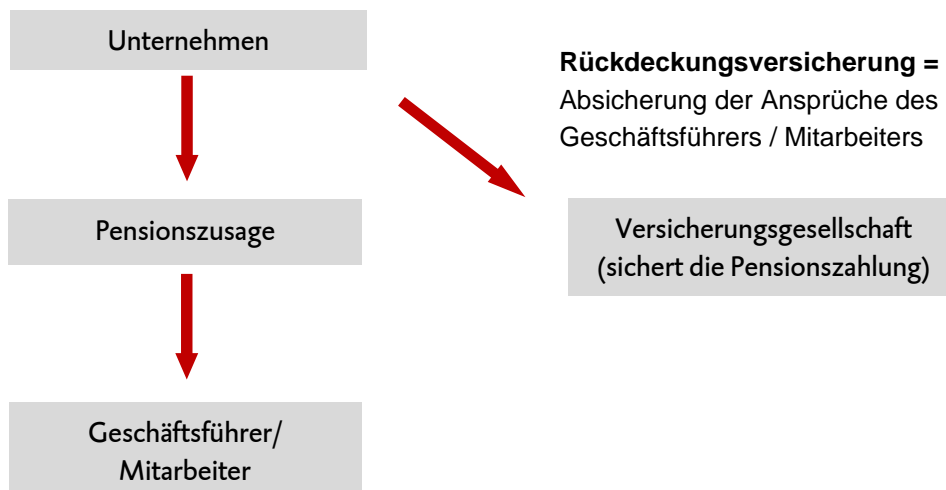 Unternehmen
Rückdeckungsversicherung =
Absicherung der Ansprüche des
Geschäftsführers / Mitarbeiters
Pensionszusage
Versicherungsgesellschaft
(sichert die Pensionszahlung)
Geschäftsführer/
Mitarbeiter